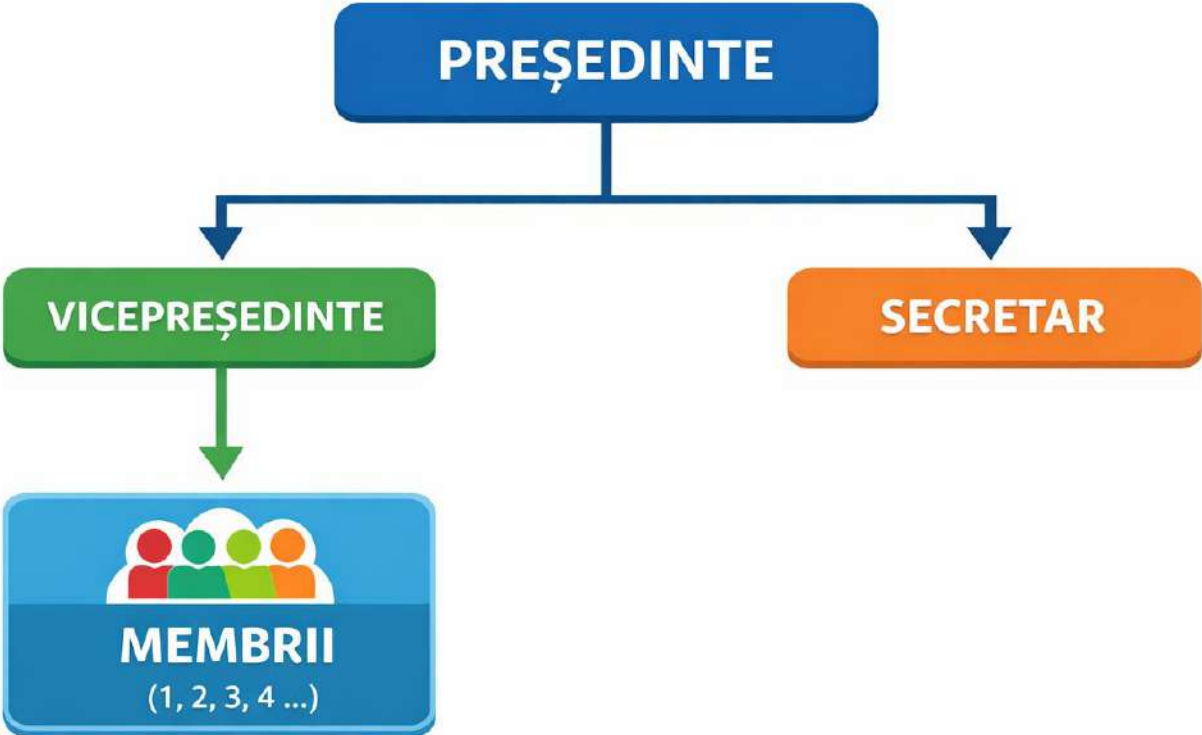 PREȘEDINTE
VICEPREȘEDINTE
SECRETAR
MEMBRII
(1, 2, 3, 4 ...)